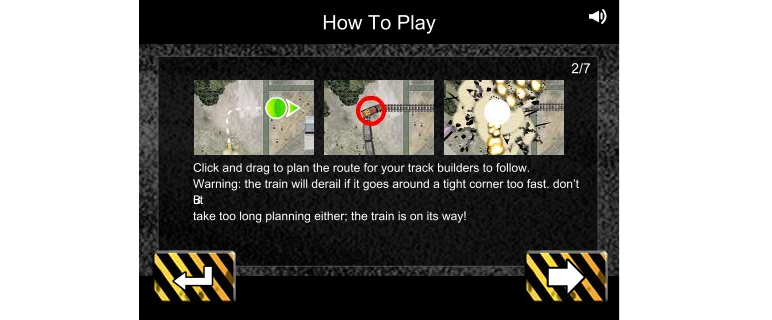 How To Play
2/7
Click and drag to plan the route for your track builders to follow.
Warning: the train will derail if it goes around a tight corner too fast. don't
But
take too long planning either; the train is on its way!